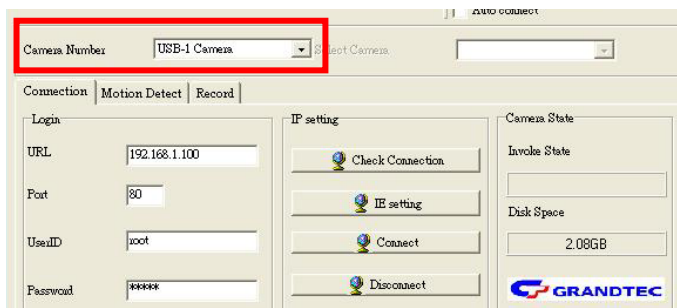 Auto connect
Camera Number USB-1 Camera Select Camera
Connection Motion Detect Record
Login IP setting Camera State
URL 192.168.1.100 Check Connection Invoke State
Port 80 IE setting Disk Space
UserID root Connect 2.08GB
Password ***** Disconnect GRANDTEC